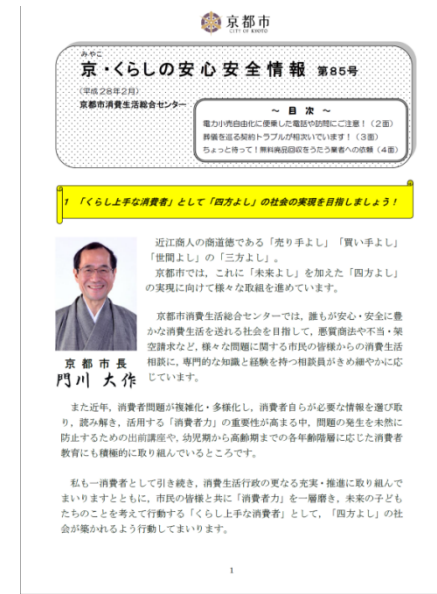 京都市
CITY OF KYOTO
みやこ
京・くらしの安心安全情報 第85号
(平成28年2月)
京都市消費生活総合センター
~ 目 次 ~
電力小売自由化に便乗した電話や訪問にご注意!(2面)
葬儀を巡る契約トラブルが相次いでいます!(3面)
ちょっと待って!無料廃品回収をうたう業者への依頼(4面)
1 「くらし上手な消費者」として「四方よし」の社会の実現を目指しましょう!
近江商人の商道徳である「売り手よし」「買い手よし」
「世間よし」の「三方よし」。
京都市では,これに「未来よし」を加えた「四方よし」
の実現に向けて様々な取組を進めています。
京都市消費生活総合センターでは,誰もが安心・安全に豊
かな消費生活を送れる社会を目指して,悪質商法や不当・架
空請求など,様々な問題に関する市民の皆様からの消費生活
相談に,専門的な知識と経験を持つ相談員がきめ細やかに応
じています。
京都市長
門川 大作
また近年,消費者問題が複雑化・多様化し,消費者自らが必要な情報を選び取
り,読み解き,活用する「消費者力」の重要性が高まる中,問題の発生を未然に
防止するための出前講座や,幼児期から高齢期までの各年齢階層に応じた消費者
教育にも積極的に取り組んでいるところです。
私も一消費者として引き続き,消費生活行政の更なる充実・推進に取り組んで
まいりますとともに,市民の皆様と共に「消費者力」を一層磨き,未来の子ども
たちのことを考えて行動する「くらし上手な消費者」として,「四方よし」の社
会が築かれるよう行動してまいります。
1